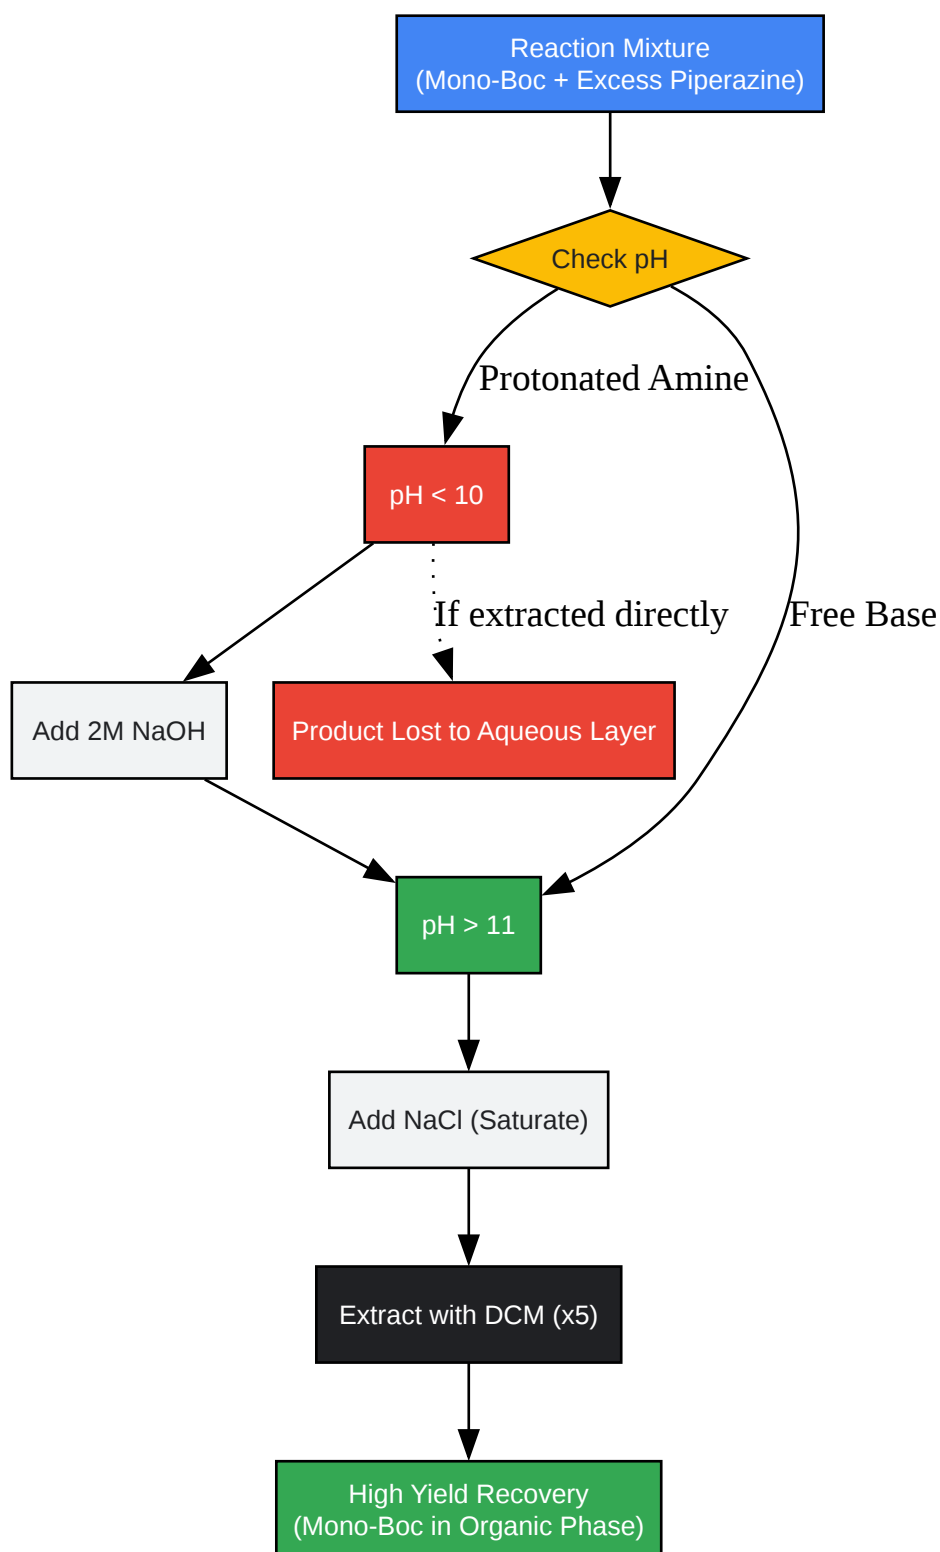 Reaction Mixture
(Mono-Boc + Excess Piperazine)
Check pH
Protonated Amine
pH < 10
If extracted directly
Free Base
Add 2M NaOH
Product Lost to Aqueous Layer
pH > 11
Add NaCl (Saturate)
Extract with DCM (x5)
High Yield Recovery
(Mono-Boc in Organic Phase)